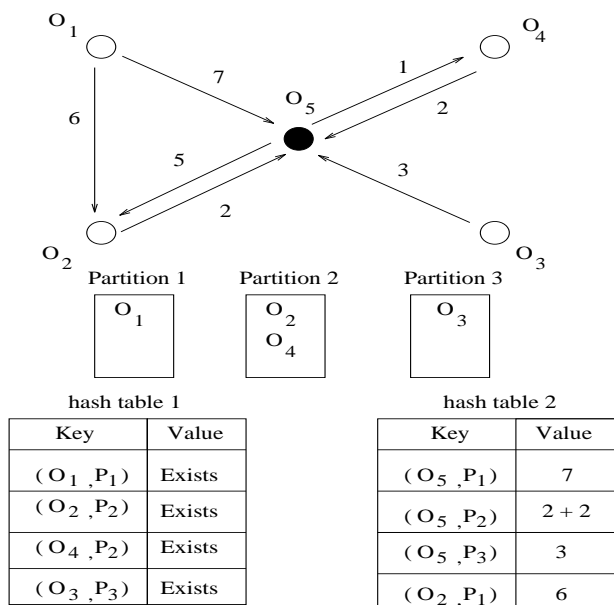 O1
O4
7
O5
1
6
2
5
3
2
O2
O3
Partition 1 Partition 2 Partition 3
O1 O2 O3
O4
hash table 1
Key Value
(O1 ,P1) Exists
(O2 ,P2) Exists
(O4 ,P2) Exists
(O3 ,P3) Exists
hash table 2
Key Value
(O5 ,P1) 7
(O5 ,P2) 2 + 2
(O5 ,P3) 3
(O2 ,P1) 6